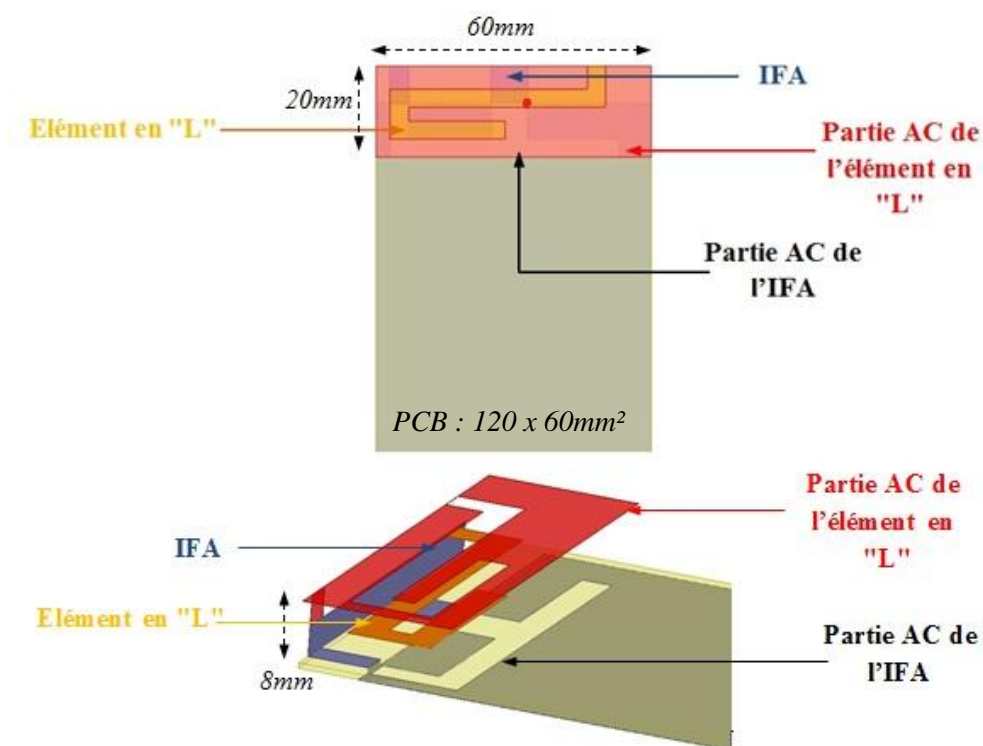 60mm
IFA
20mm
Elément en "L"
Partie AC de
l'élément en
"L"
Partie AC de
l'IFA
PCB : 120 x 60mm²
Partie AC de
l'élément en
"L"
IFA
Elément en "L"
Partie AC de
l'IFA
8mm